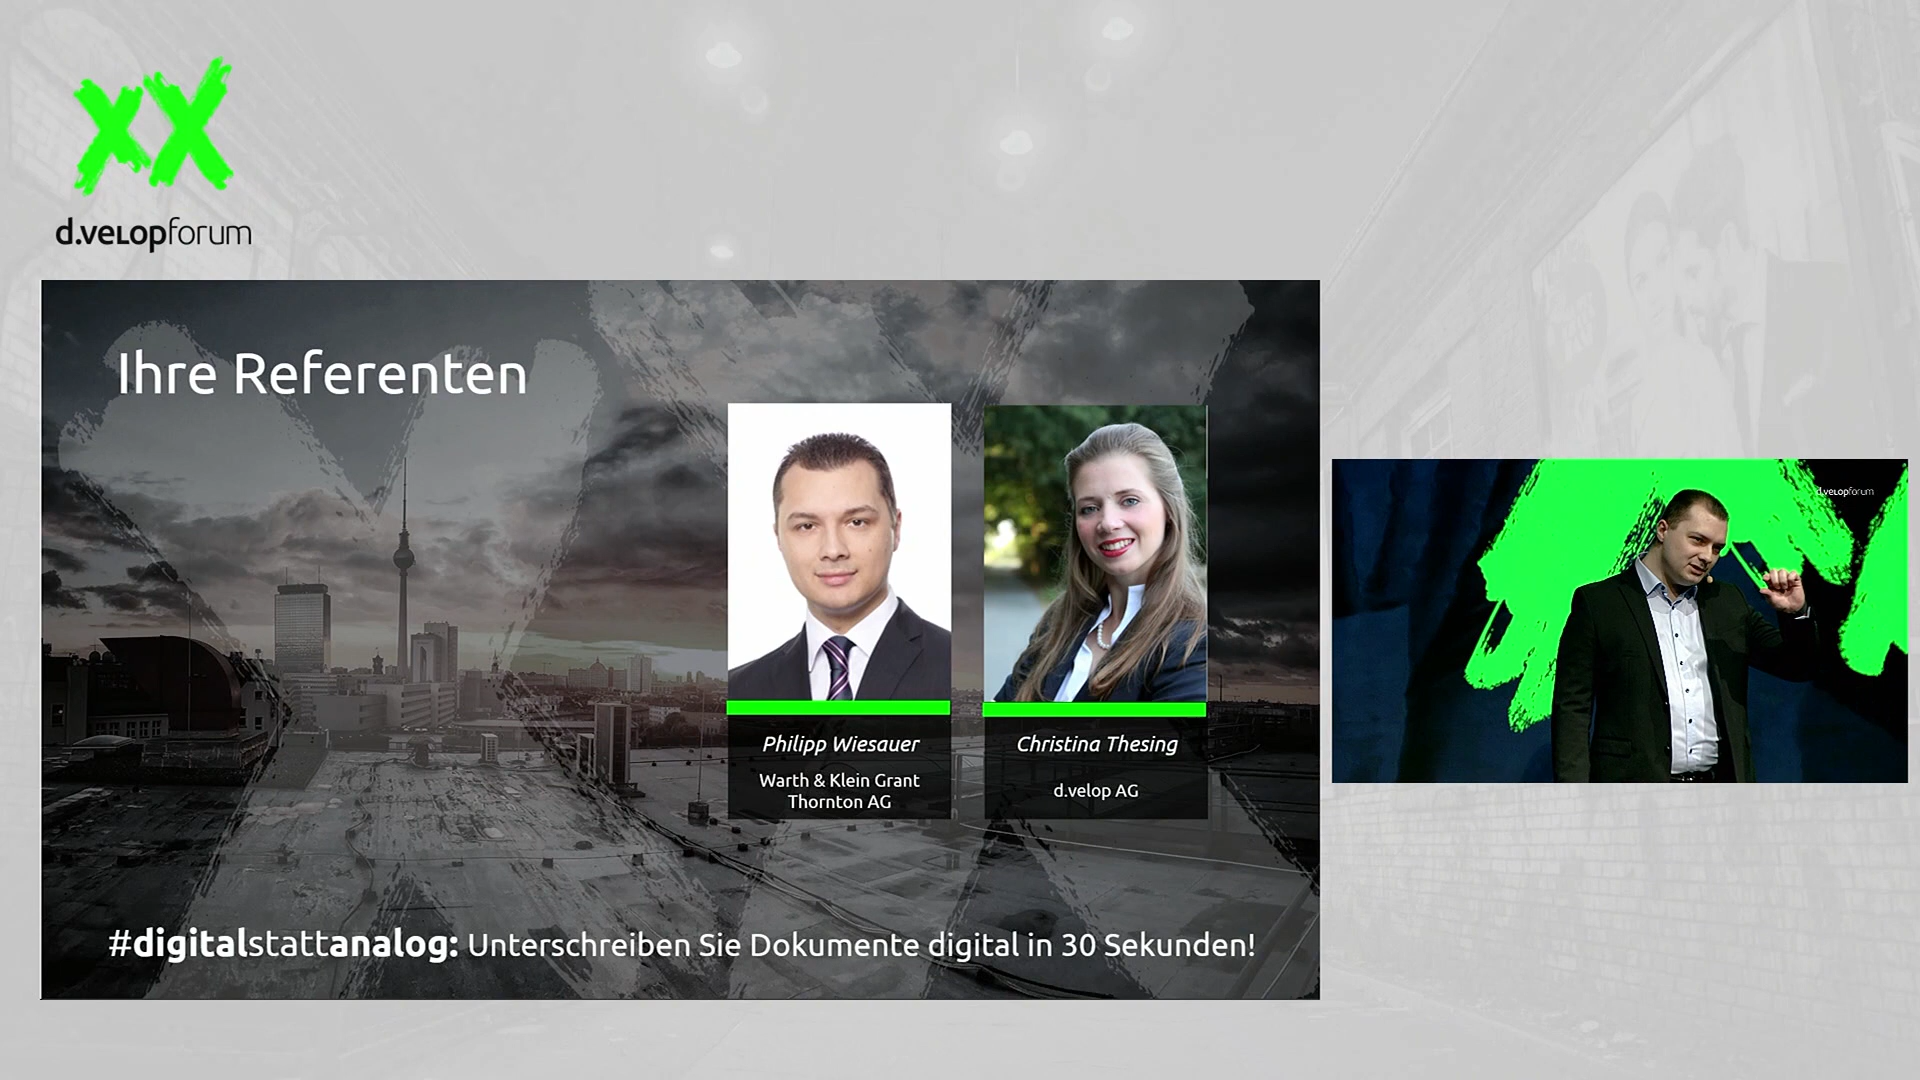 xx
d.velopforum
Ihre Referenten
d.velopforum
Philipp Wiesauer
Christina Thesing
Warth & Klein Grant
Thornton AG
d.velop AG
#digitalstattanalog: Unterschreiben Sie Dokumente digital in 30 Sekunden!